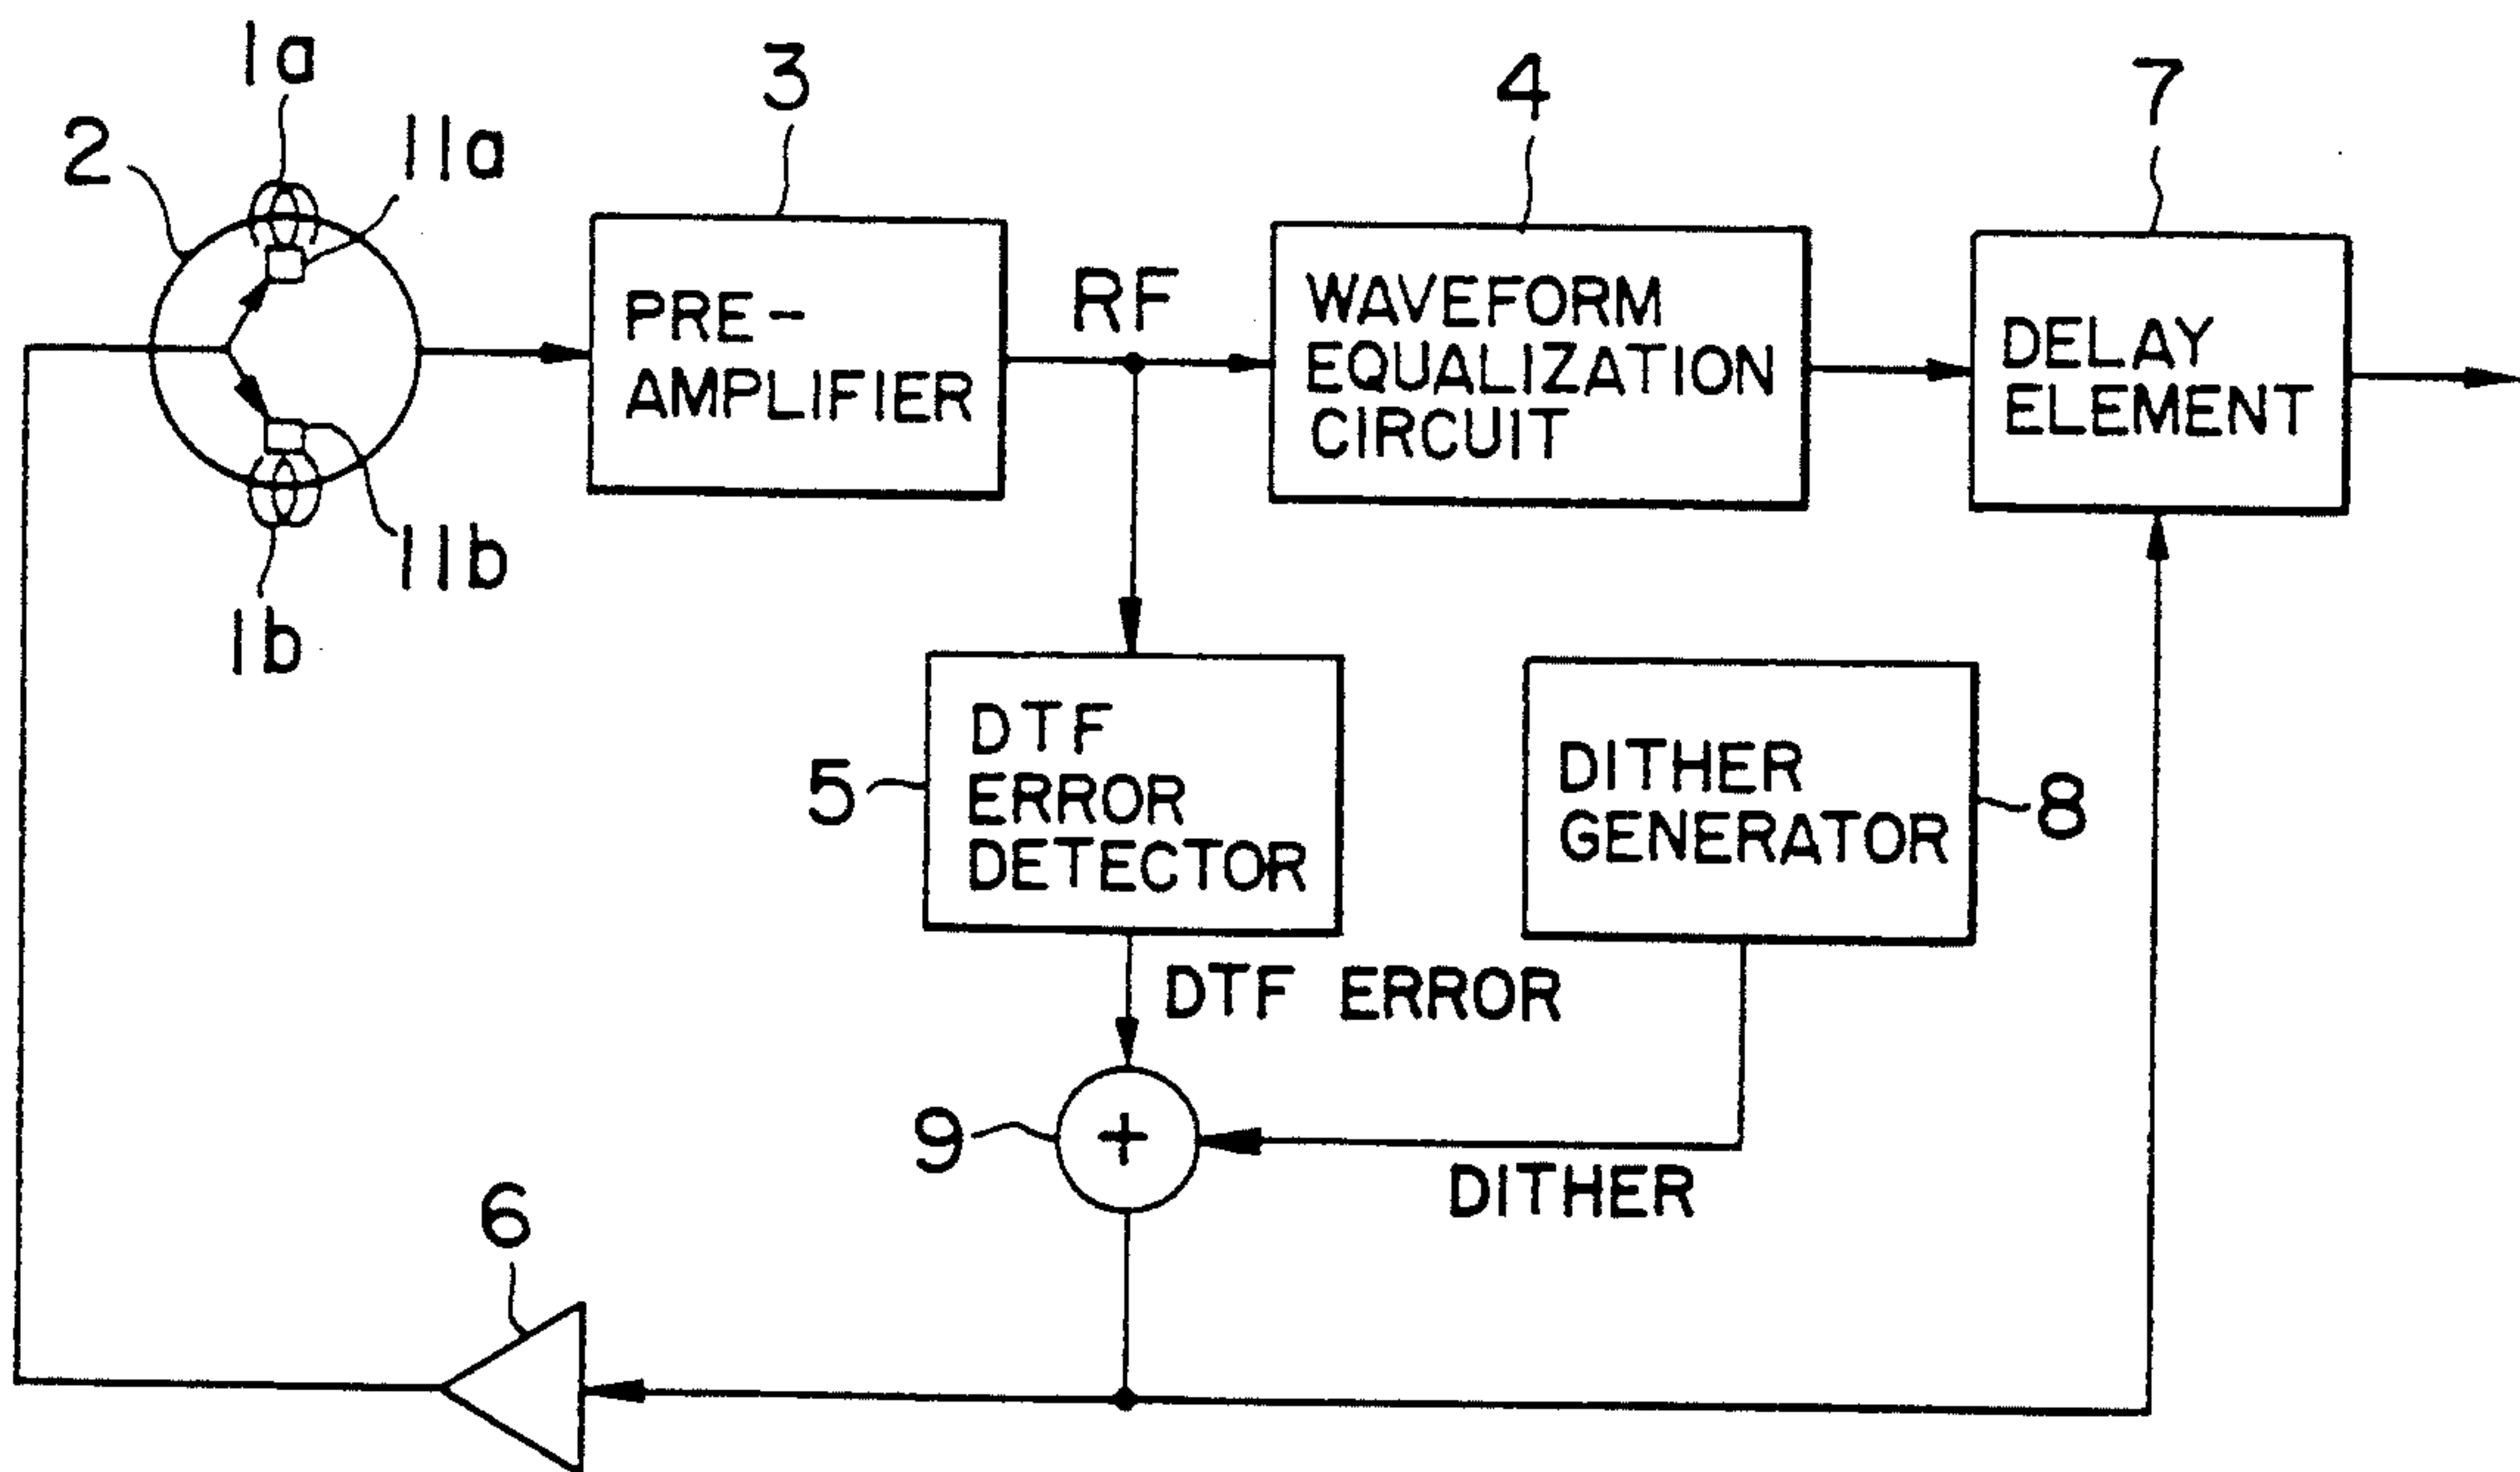 1a
2
11a
3
4
7
PRE-
AMPLIFIER
RF
WAVEFORM
EQUALIZATION
CIRCUIT
DELAY
ELEMENT
11b
1b
5
DTF
ERROR
DETECTOR
DITHER
GENERATOR
8
DTF ERROR
9
+
DITHER
6